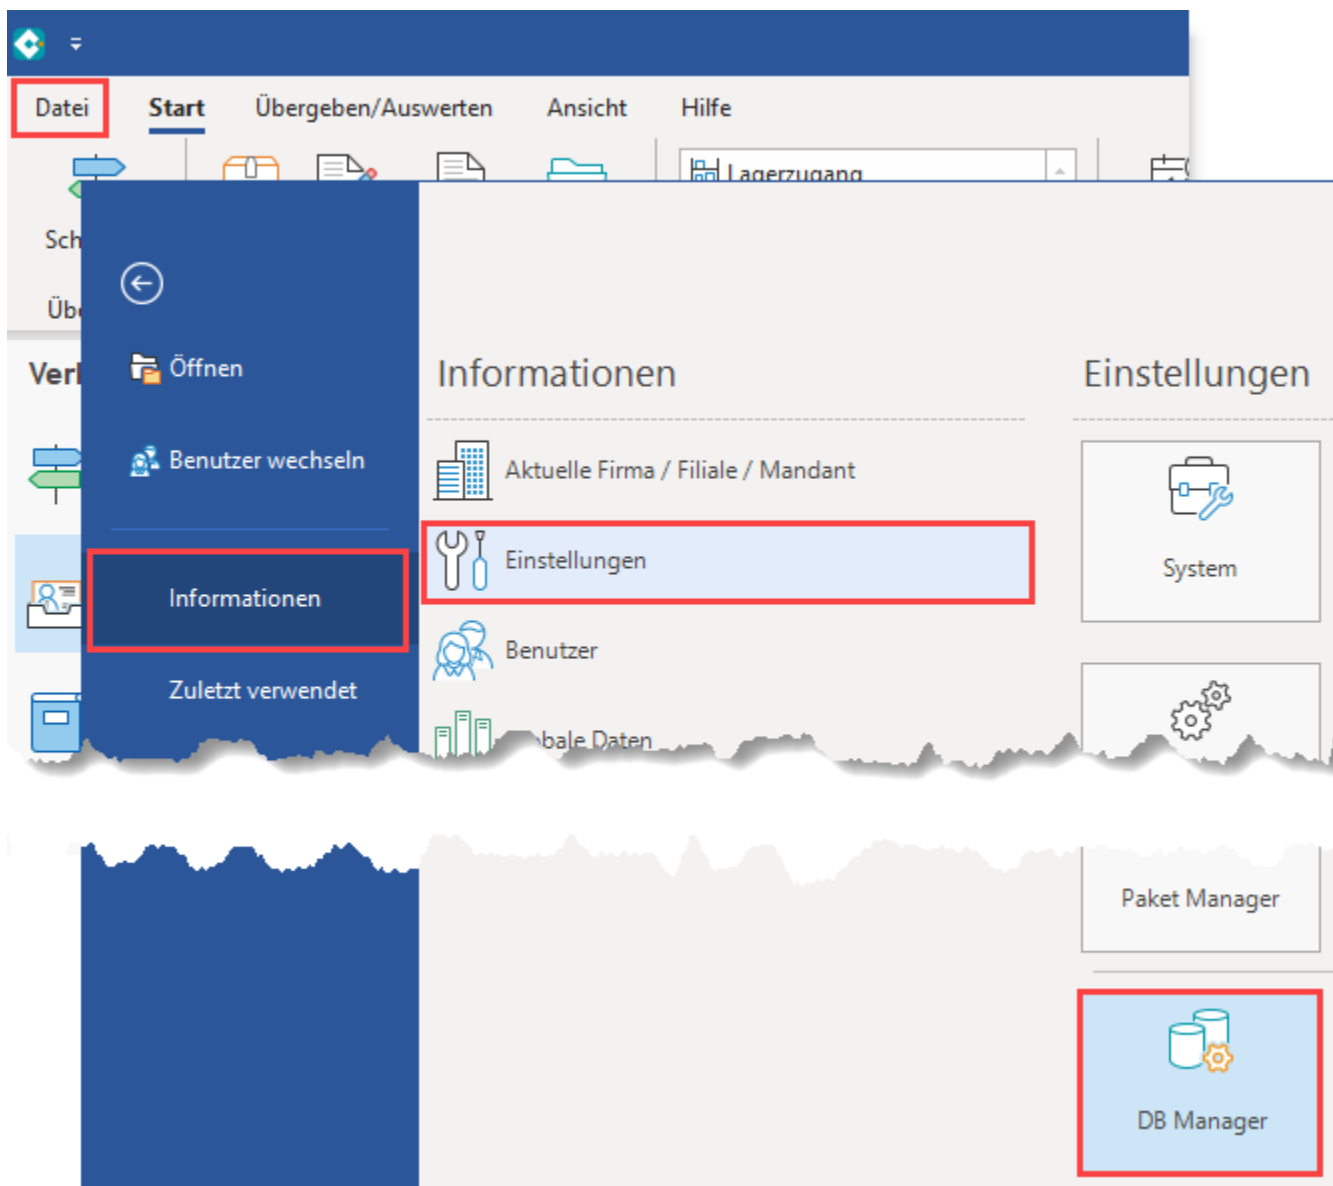 Datei Start Übergeben/Auswerten Ansicht Hilfe
Lagerzugang
Öffnen
Benutzer wechseln
Informationen
Zuletzt verwendet
Informationen
Aktuelle Firma / Filiale / Mandant
Einstellungen
Benutzer
Daten
Einstellungen
System
Paket Manager
DB Manager